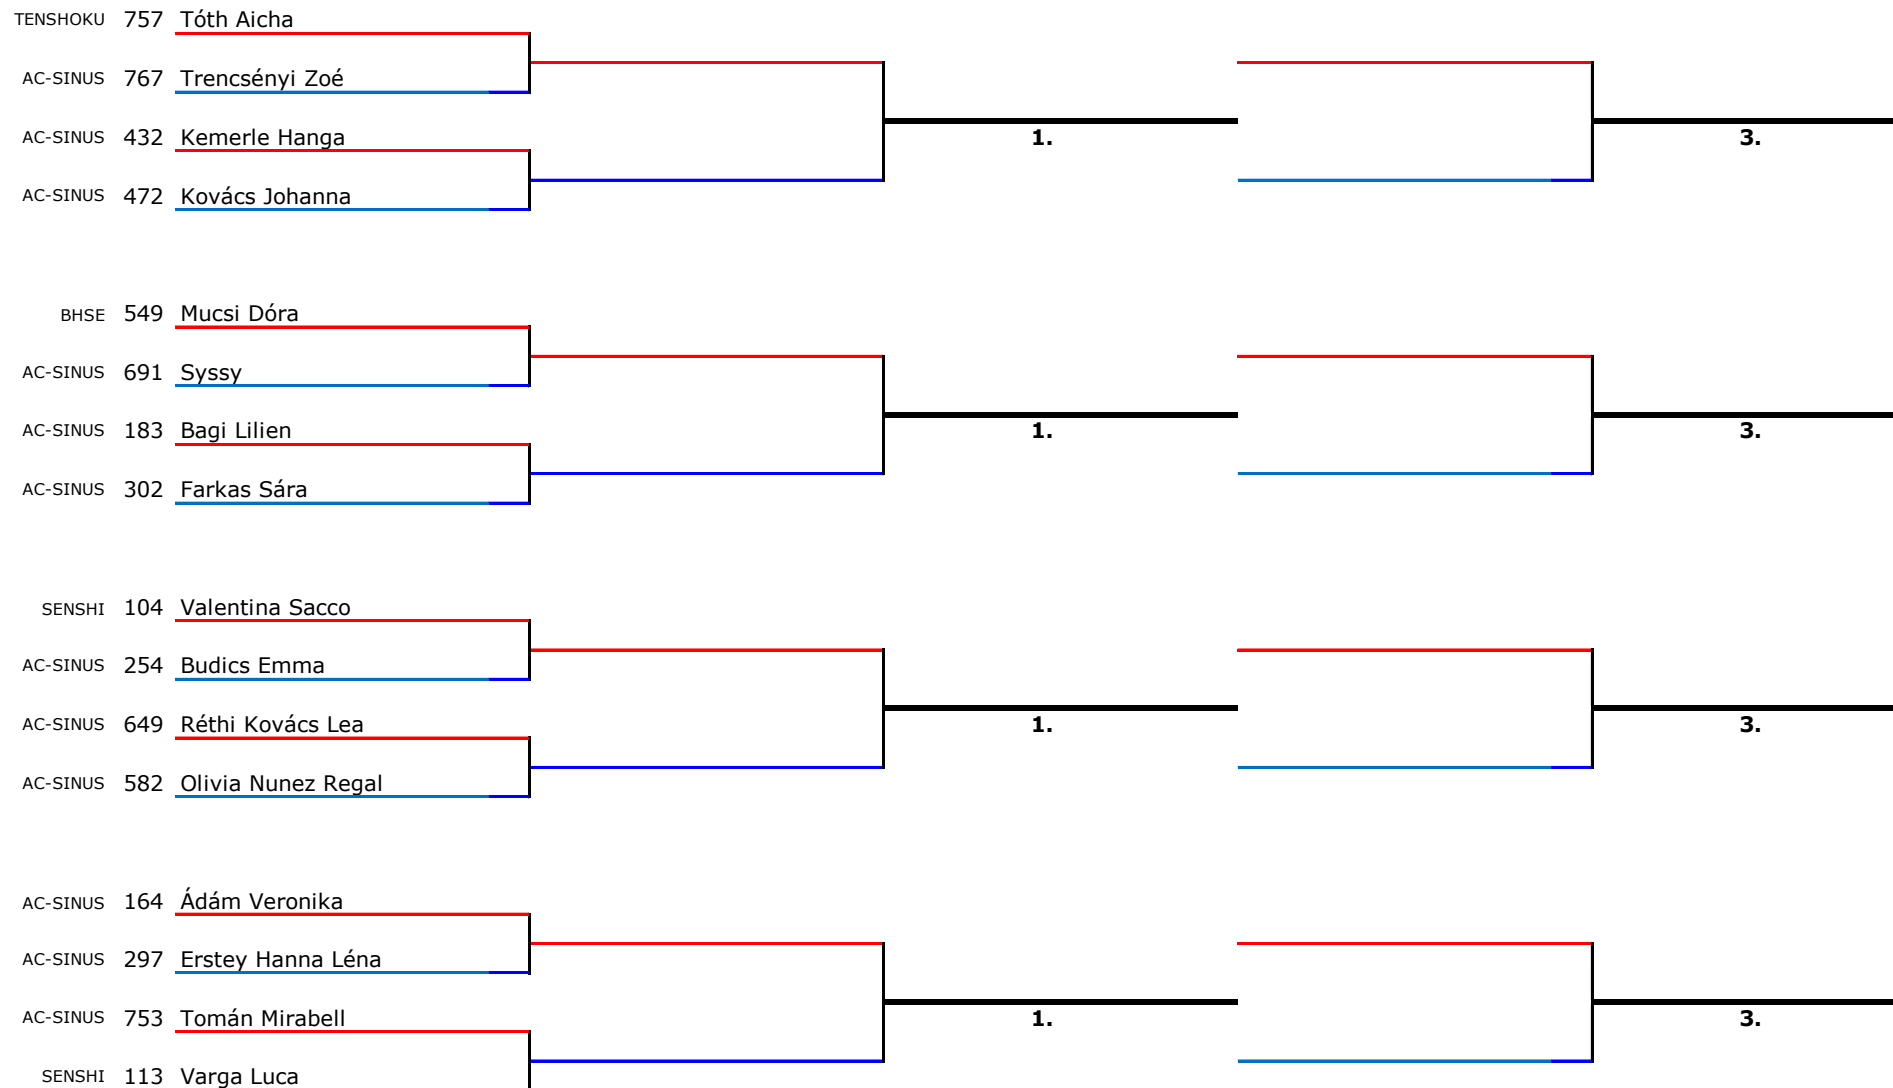 TENSHOKU 757 Tóth Aicha
AC-SINUS 767 Trencsényi Zoé
AC-SINUS 432 Kemerle Hanga 1. 3.
AC-SINUS 472 Kovács Johanna
BHSE 549 Mucsi Dóra
AC-SINUS 691 Syssy
AC-SINUS 183 Bagi Lilien 1. 3.
AC-SINUS 302 Farkas Sára
SENSHI 104 Valentina Sacco
AC-SINUS 254 Budics Emma
AC-SINUS 649 Réthi Kovács Lea 1. 3.
AC-SINUS 582 Olivia Nunez Regal
AC-SINUS 164 Ádám Veronika
AC-SINUS 297 Erstey Hanna Léna
AC-SINUS 753 Tomán Mirabell 1. 3.
SENSHI 113 Varga Luca